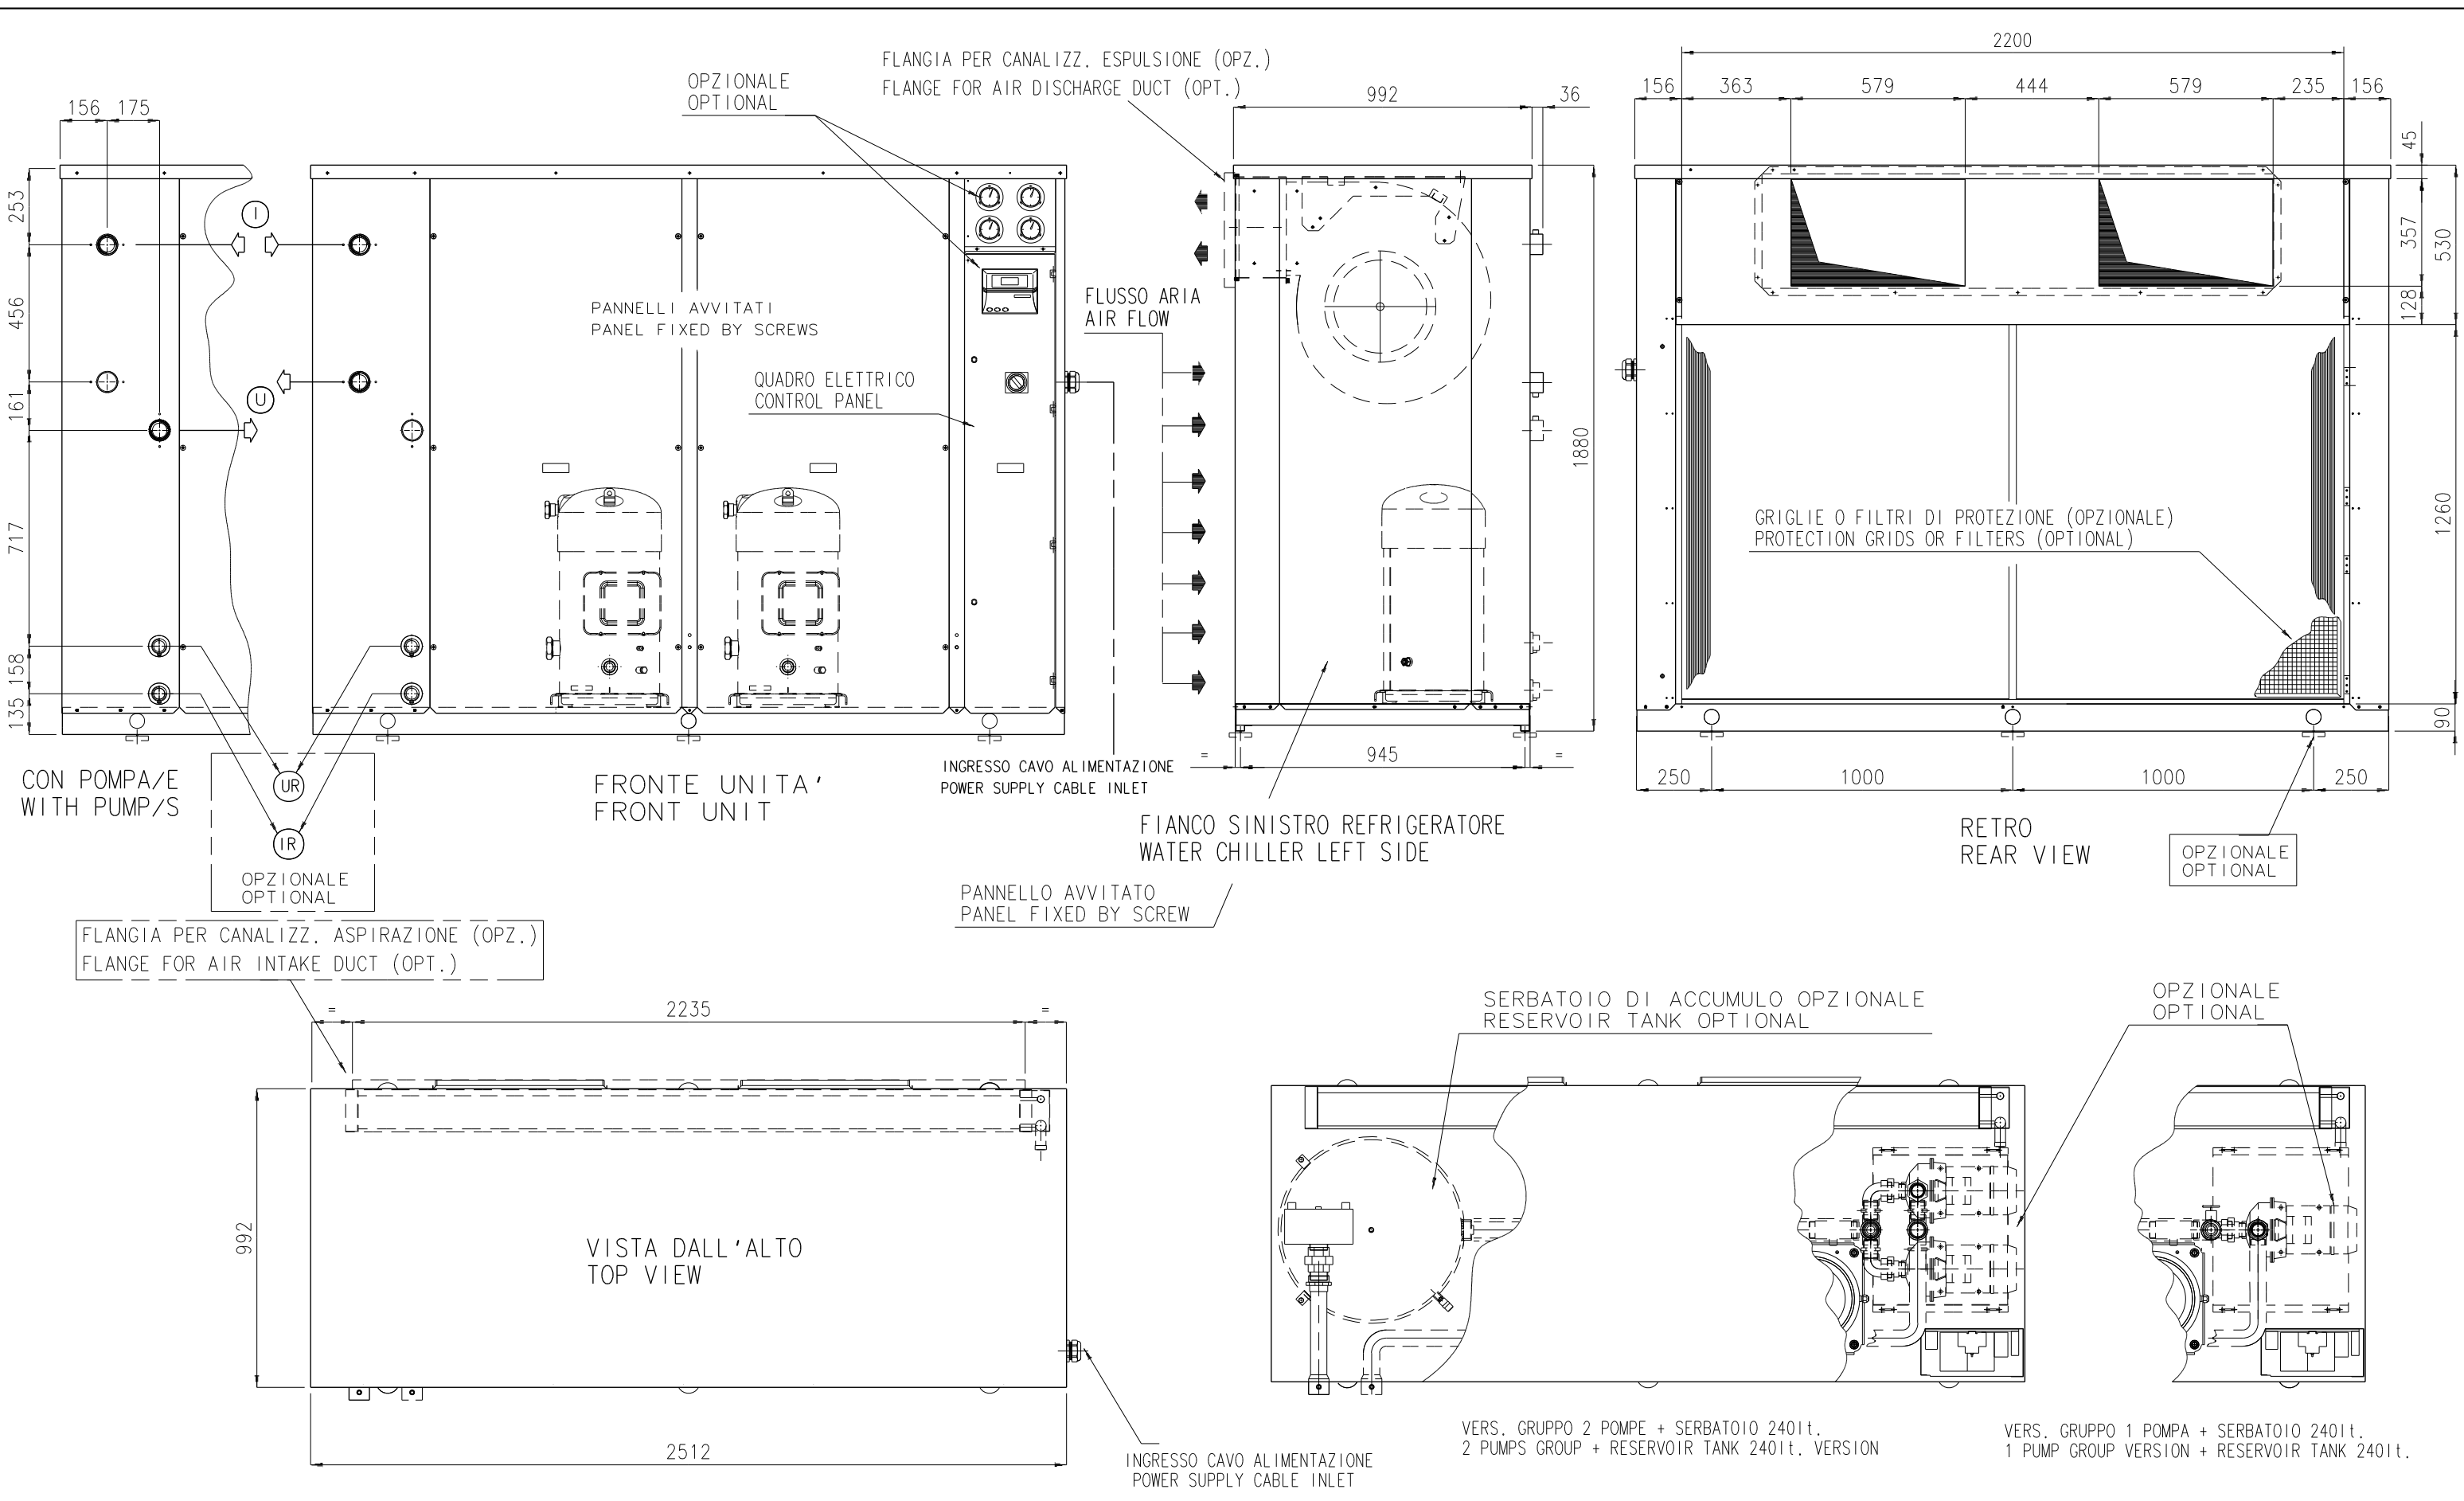 FLANGIA PER CANALIZZ. ESPULSIONE (OPZ.)
FLANGE FOR AIR DISCHARGE DUCT (OPT.)
OPZIONALE
OPTIONAL
156 175
992
36
2200
156 363 579 444 579 235 156
45
357
530
128
1260
90
253
456
161
717
158
135
I
U
PANNELLI AVVITATI
PANEL FIXED BY SCREWS
QUADRO ELETTRICO
CONTROL PANEL
FLUSSO ARIA
AIR FLOW
1880
GRIGLIE O FILTRI DI PROTEZIONE (OPZIONALE)
PROTECTION GRIDS OR FILTERS (OPTIONAL)
CON POMPA/E
WITH PUMP/S
UR
IR
OPZIONALE
OPTIONAL
FRONTE UNITA'
FRONT UNIT
INGRESSO CAVO ALIMENTAZIONE
POWER SUPPLY CABLE INLET
= 945 =
FIANCO SINISTRO REFRIGERATORE
WATER CHILLER LEFT SIDE
PANNELLO AVVITATO
PANEL FIXED BY SCREW
250 1000 1000 250
RETRO
REAR VIEW
OPZIONALE
OPTIONAL
FLANGIA PER CANALIZZ. ASPIRAZIONE (OPZ.)
FLANGE FOR AIR INTAKE DUCT (OPT.)
= 2235 =
992
VISTA DALL'ALTO
TOP VIEW
2512
INGRESSO CAVO ALIMENTAZIONE
POWER SUPPLY CABLE INLET
SERBATOIO DI ACCUMULO OPZIONALE
RESERVOIR TANK OPTIONAL
OPZIONALE
OPTIONAL
VERS. GRUPPO 2 POMPE + SERBATOIO 240lt.
2 PUMPS GROUP + RESERVOIR TANK 240lt. VERSION
VERS. GRUPPO 1 POMPA + SERBATOIO 240lt.
1 PUMP GROUP VERSION + RESERVOIR TANK 240lt.